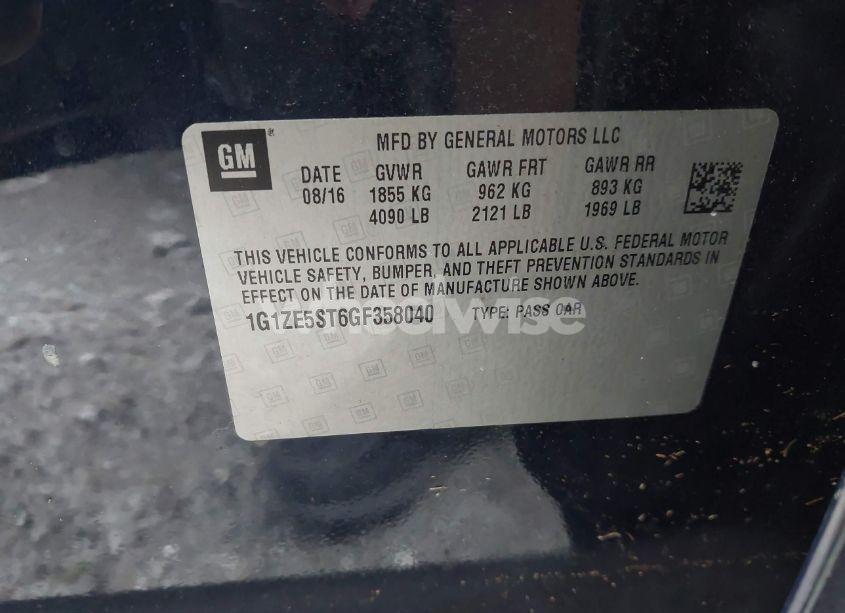 GM
MFD BY GENERAL MOTORS LLC
DATE GVWR GAWR FRT GAWR RR
08/16 1855 KG 962 KG 893 KG
4090 LB 2121 LB 1969 LB
THIS VEHICLE CONFORMS TO ALL APPLICABLE U.S. FEDERAL MOTOR
VEHICLE SAFETY, BUMPER, AND THEFT PREVENTION STANDARDS IN
EFFECT ON THE DATE OF MANUFACTURE SHOWN ABOVE.
1G1ZE5ST6GF358040 TYPE: PASS CAR